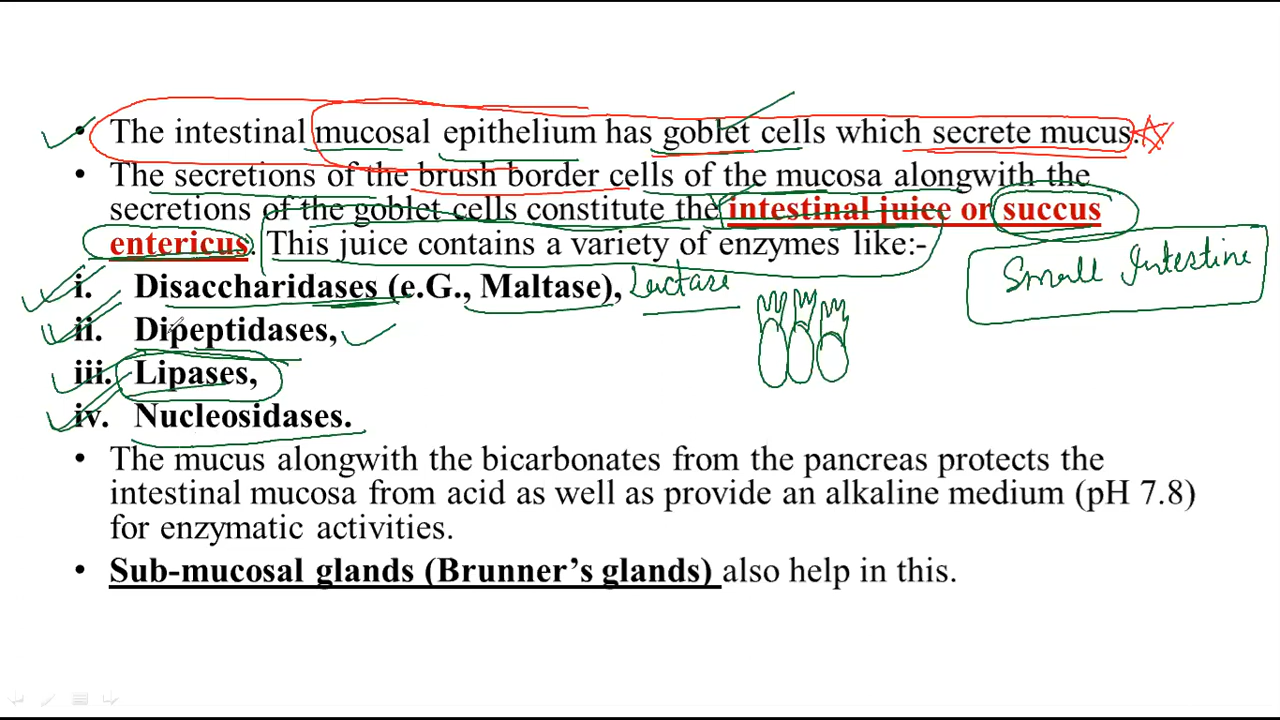 • The intestinal mucosal epithelium has goblet cells which secrete mucus.
• The secretions of the brush border cells of the mucosa alongwith the
secretions of the goblet cells constitute the intestinal juice or succus
entericus. This juice contains a variety of enzymes like:-
Small Intestine
i. Disaccharidases (e.G., Maltase), Lactase
ii. Dipeptidases,
iii. Lipases,
iv. Nucleosidases.
• The mucus alongwith the bicarbonates from the pancreas protects the
intestinal mucosa from acid as well as provide an alkaline medium (pH 7.8)
for enzymatic activities.
• Sub-mucosal glands (Brunner’s glands) also help in this.